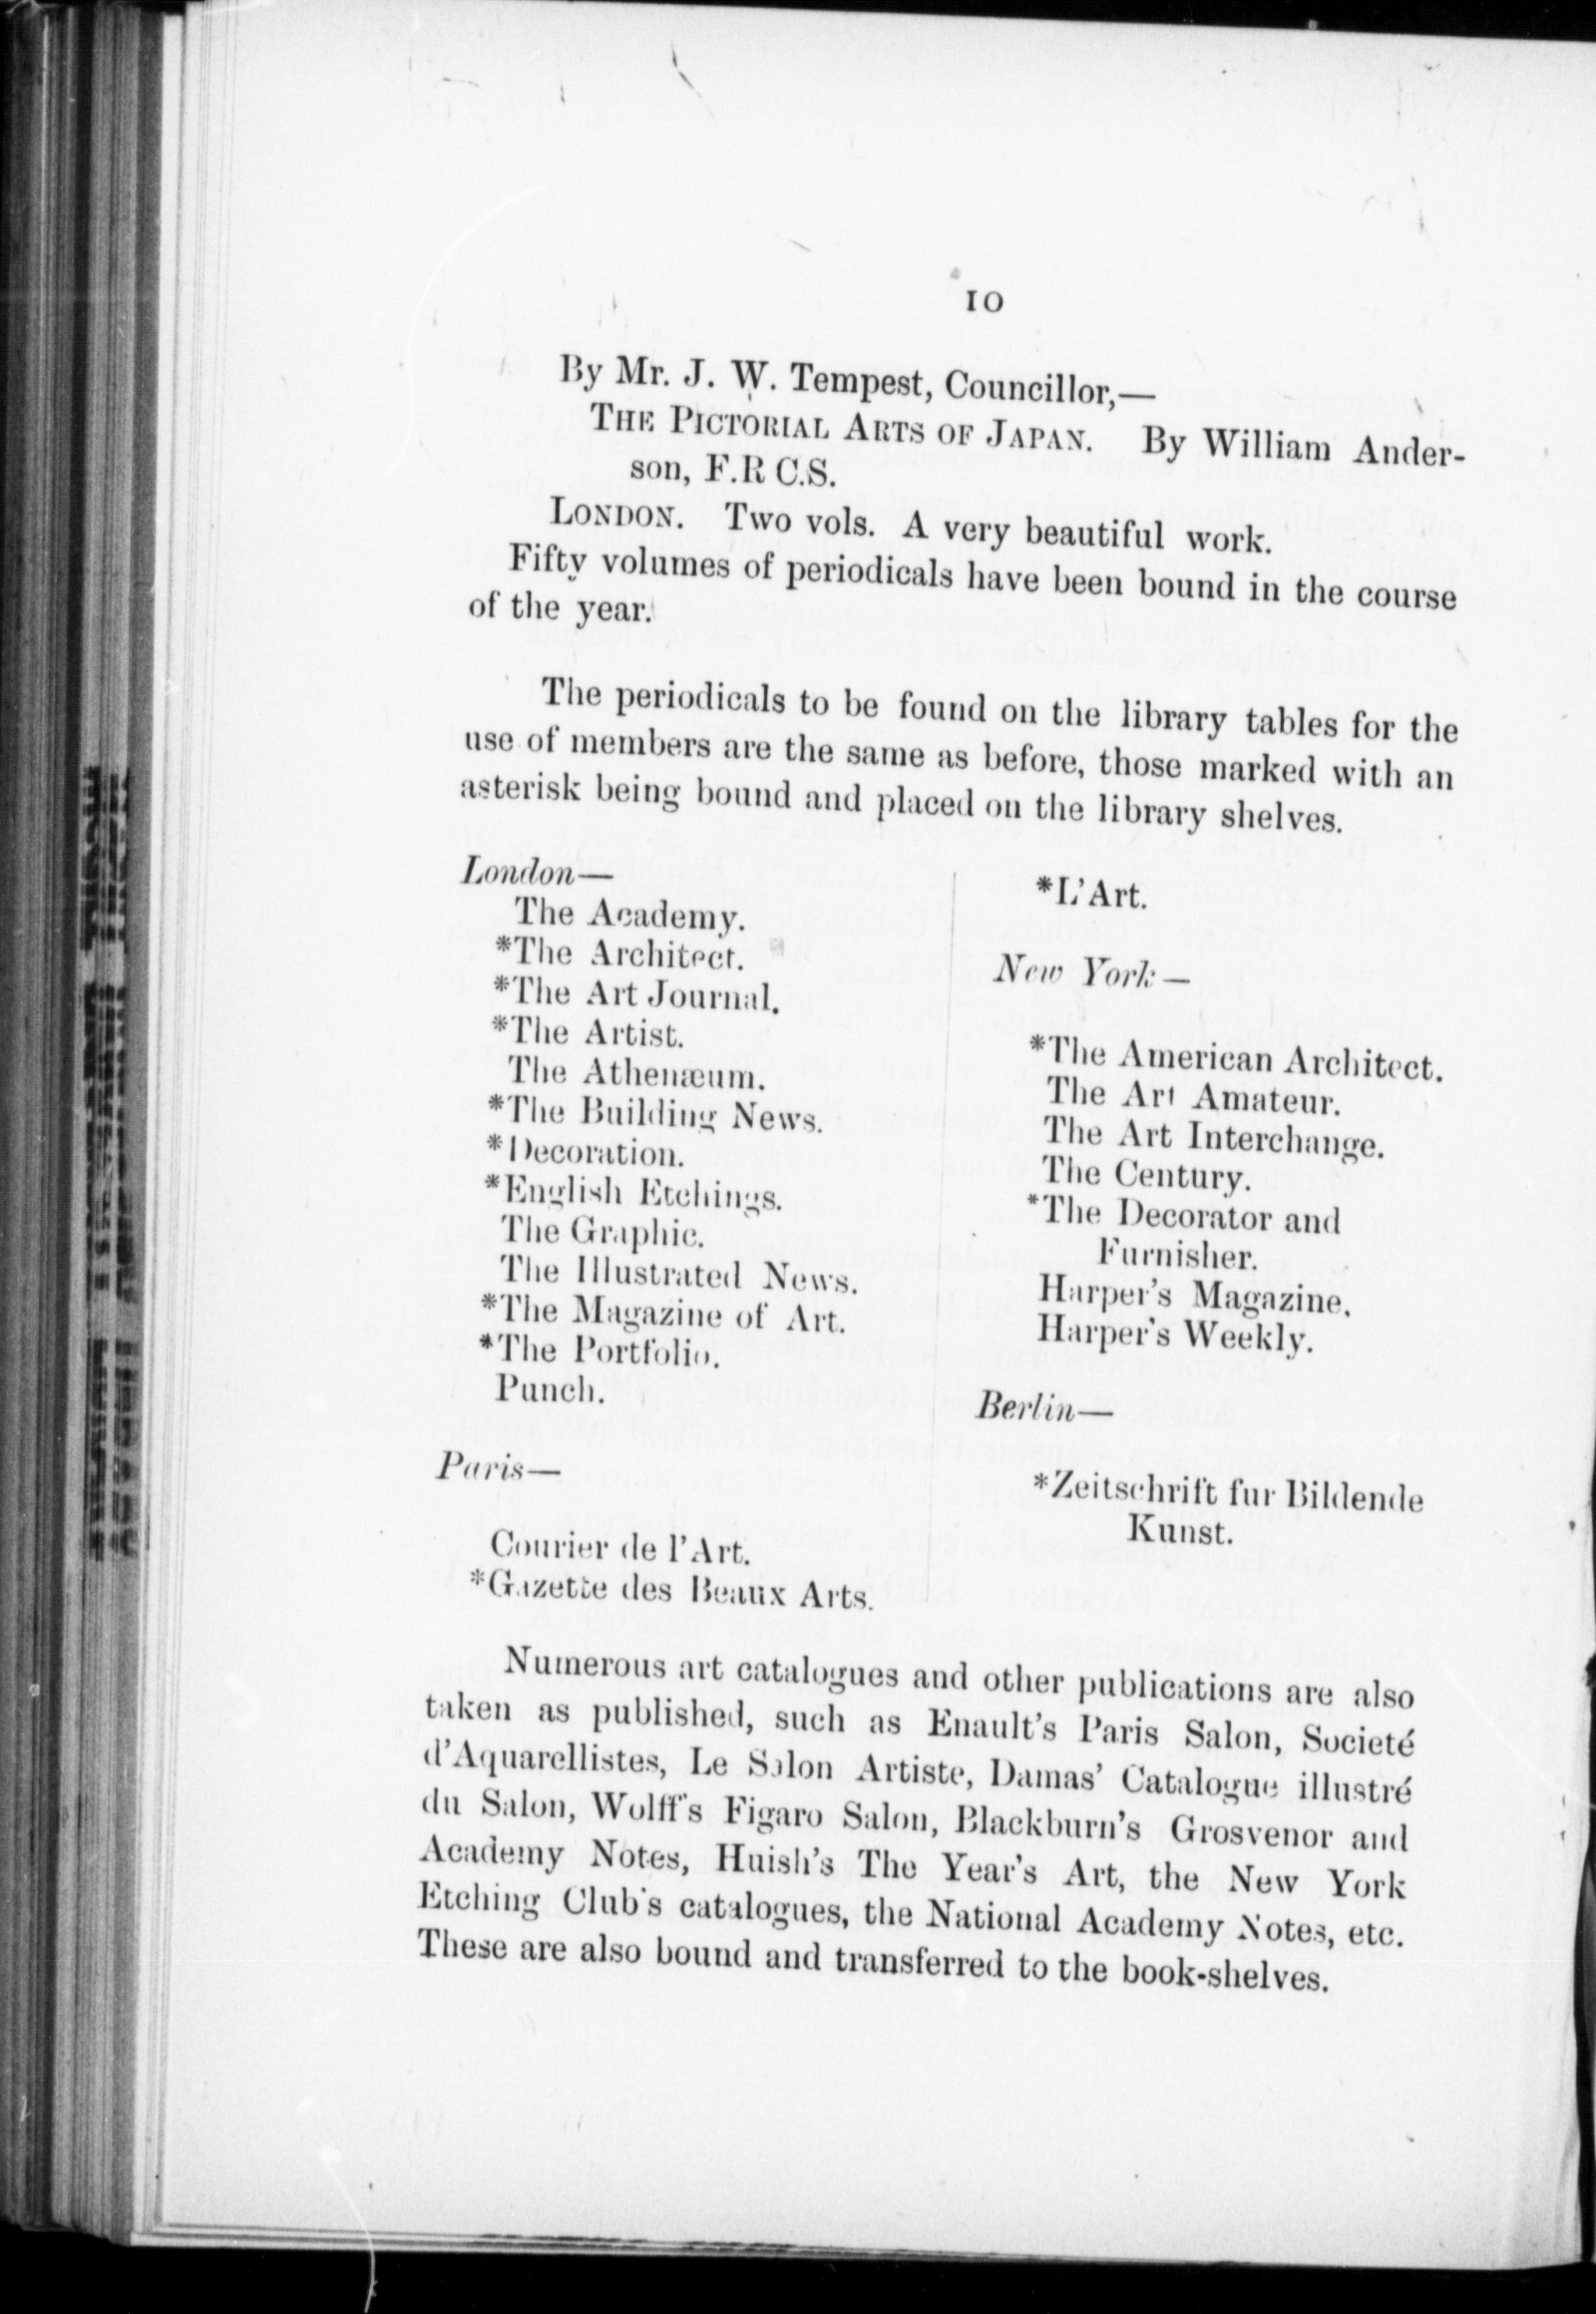 10
By Mr. J. W. Tempest, Councillor,—
THE PICTORIAL ARTS OF JAPAN. By William Ander-
son, F.R C.S.
LONDON. Two vols. A very beautiful work.
Fifty volumes of periodicals have been bound in the course
of the year.
The periodicals to be found on the library tables for the
use of members are the same as before, those marked with an
asterisk being bound and placed on the library shelves.
London—
The Academy.
*The Architect.
*The Art Journal.
*The Artist.
The Athenæum.
*The Building News.
*Decoration.
*English Etchings.
The Graphic.
The Illustrated News.
*The Magazine of Art.
*The Portfolio.
Punch.
Paris—
Courier de l'Art.
*Gazette des Beaux Arts.
*L'Art.
New York—
*The American Architect.
The Art Amateur.
The Art Interchange.
The Century.
*The Decorator and
Furnisher.
Harper's Magazine.
Harper's Weekly.
Berlin—
*Zeitschrift fur Bildende
Kunst.
Numerous art catalogues and other publications are also
taken as published, such as Enault's Paris Salon, Societé
d'Aquarellistes, Le Salon Artiste, Damas' Catalogue illustré
du Salon, Wolff's Figaro Salon, Blackburn's Grosvenor and
Academy Notes, Huish's The Year's Art, the New York
Etching Club's catalogues, the National Academy Notes, etc.
These are also bound and transferred to the book-shelves.